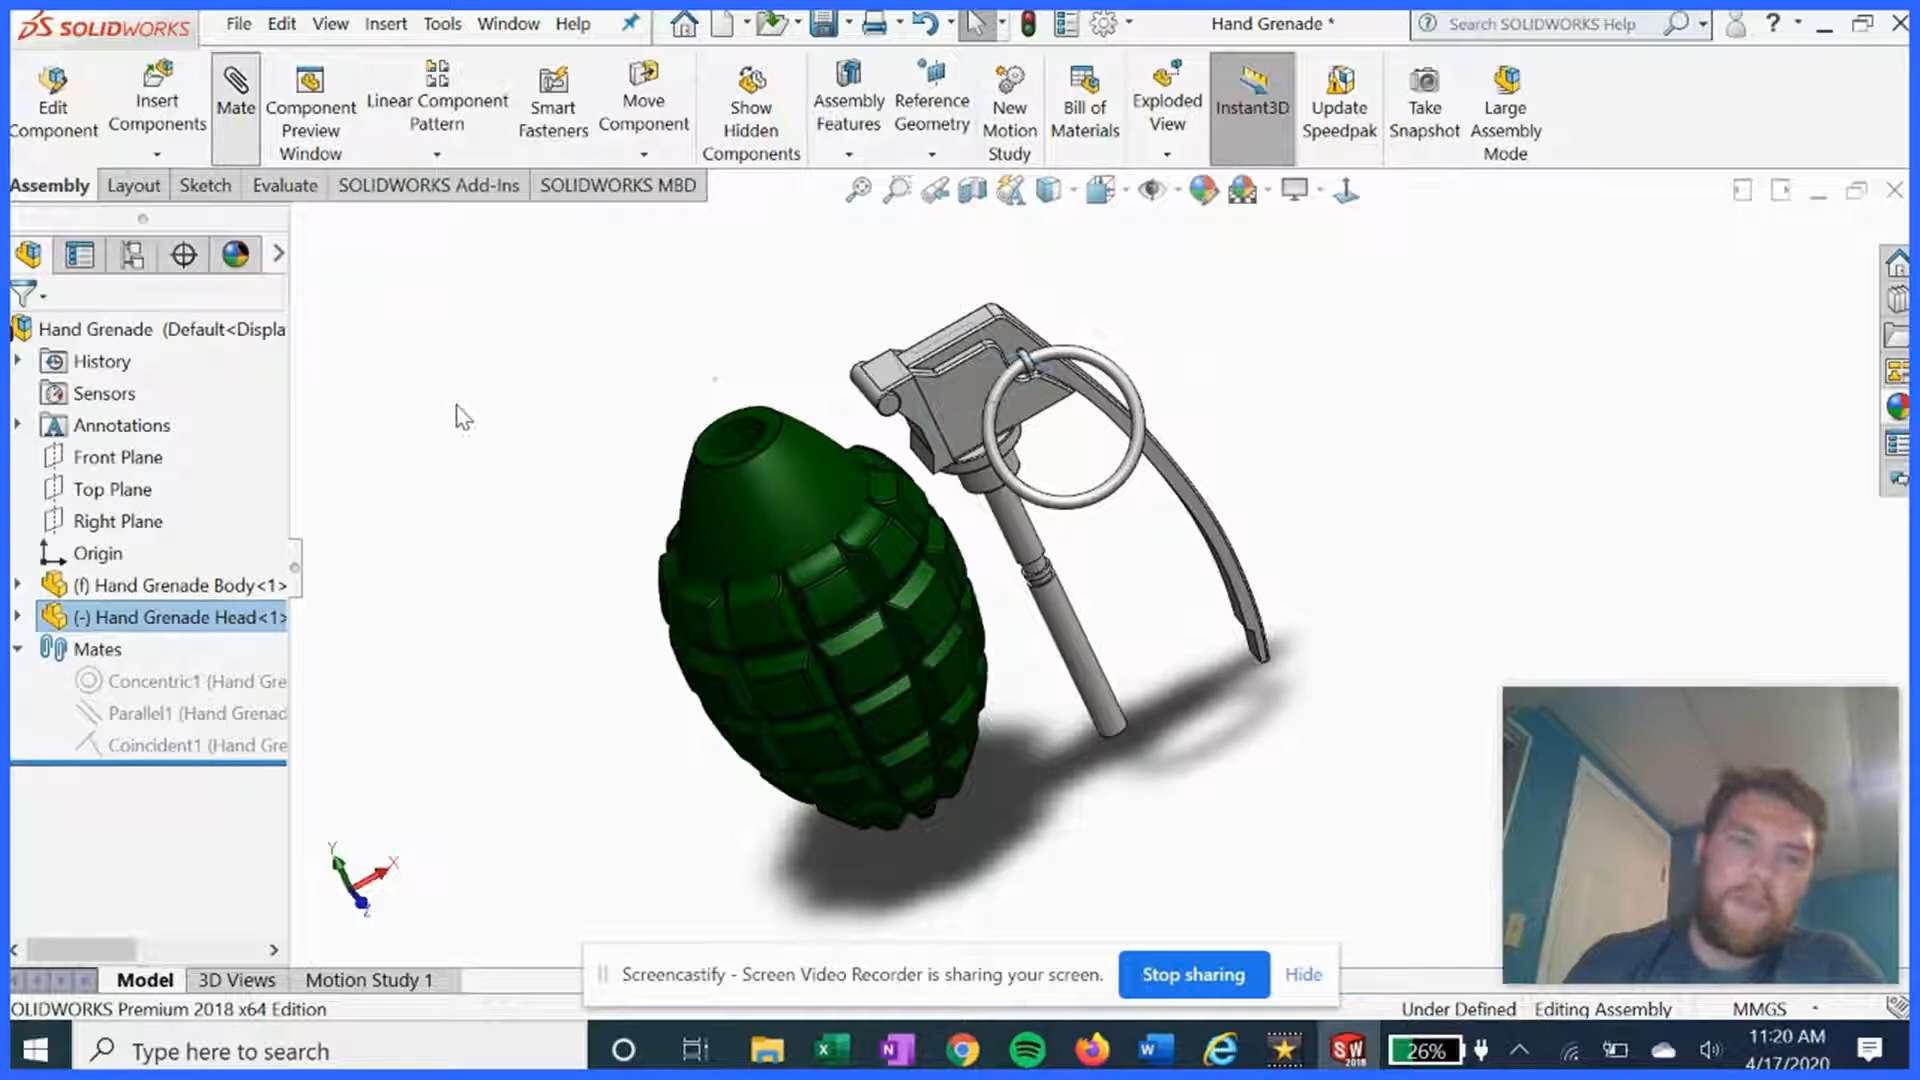 SOLIDWORKS File Edit View Insert Tools Window Help Hand Grenade * Search SOLIDWORKS Help ?
Edit Component
Insert Components
Mate
Component Preview Window
Linear Component Pattern
Smart Fasteners
Move Component
Show Hidden Components
Assembly Features
Reference Geometry
New Motion Study
Bill of Materials
Exploded View
Instant3D
Update Speedpak
Take Snapshot
Large Assembly Mode
Assembly Layout Sketch Evaluate SOLIDWORKS Add-Ins SOLIDWORKS MBD
Hand Grenade (Default<Displa
History
Sensors
Annotations
Front Plane
Top Plane
Right Plane
Origin
(f) Hand Grenade Body<1>
(-) Hand Grenade Head<1>
Mates
Concentric1 (Hand Gre
Parallel1 (Hand Grenad
Coincident1 (Hand Gre
Y
X
Z
Model 3D Views Motion Study 1
Screencastify - Screen Video Recorder is sharing your screen. Stop sharing Hide
OLIDWORKS Premium 2018 x64 Edition Under Defined Editing Assembly MMGS
Type here to search
26%
11:20 AM
4/17/2020